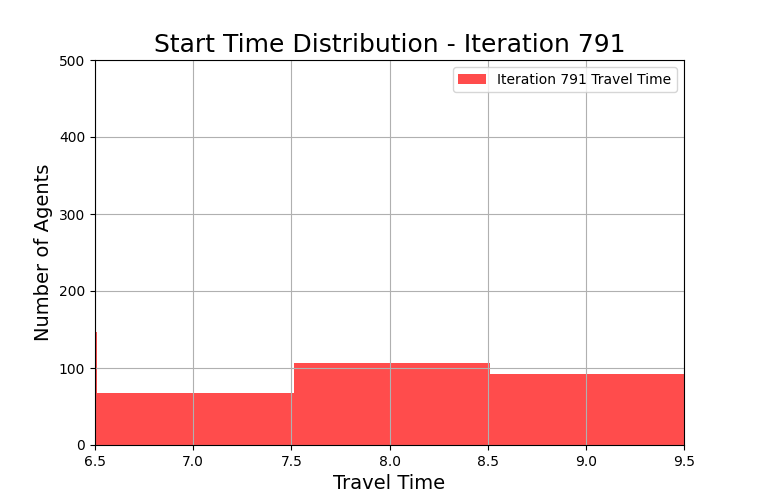 Start Time Distribution - Iteration 791
Iteration 791 Travel Time
Number of Agents
500
400
300
200
100
0
6.5 7.0 7.5 8.0 8.5 9.0 9.5
Travel Time